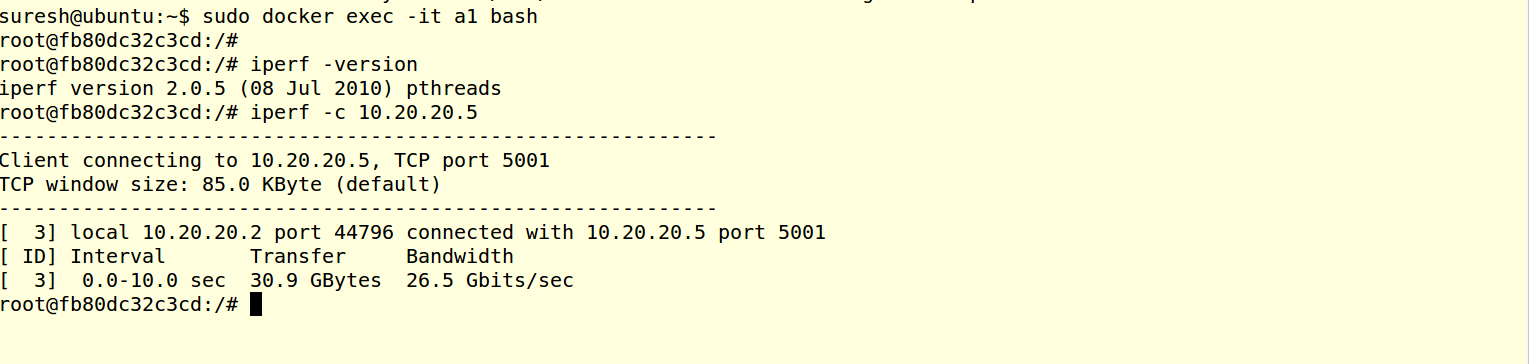 suresh@ubuntu:~$ sudo docker exec -it a1 bash
root@fb80dc32c3cd:/#
root@fb80dc32c3cd:/# iperf -version
iperf version 2.0.5 (08 Jul 2010) pthreads
root@fb80dc32c3cd:/# iperf -c 10.20.20.5
------------------------------------------------------------
Client connecting to 10.20.20.5, TCP port 5001
TCP window size: 85.0 KByte (default)
------------------------------------------------------------
[  3] local 10.20.20.2 port 44796 connected with 10.20.20.5 port 5001
[ ID] Interval       Transfer     Bandwidth
[  3]  0.0-10.0 sec  30.9 GBytes  26.5 Gbits/sec
root@fb80dc32c3cd:/#